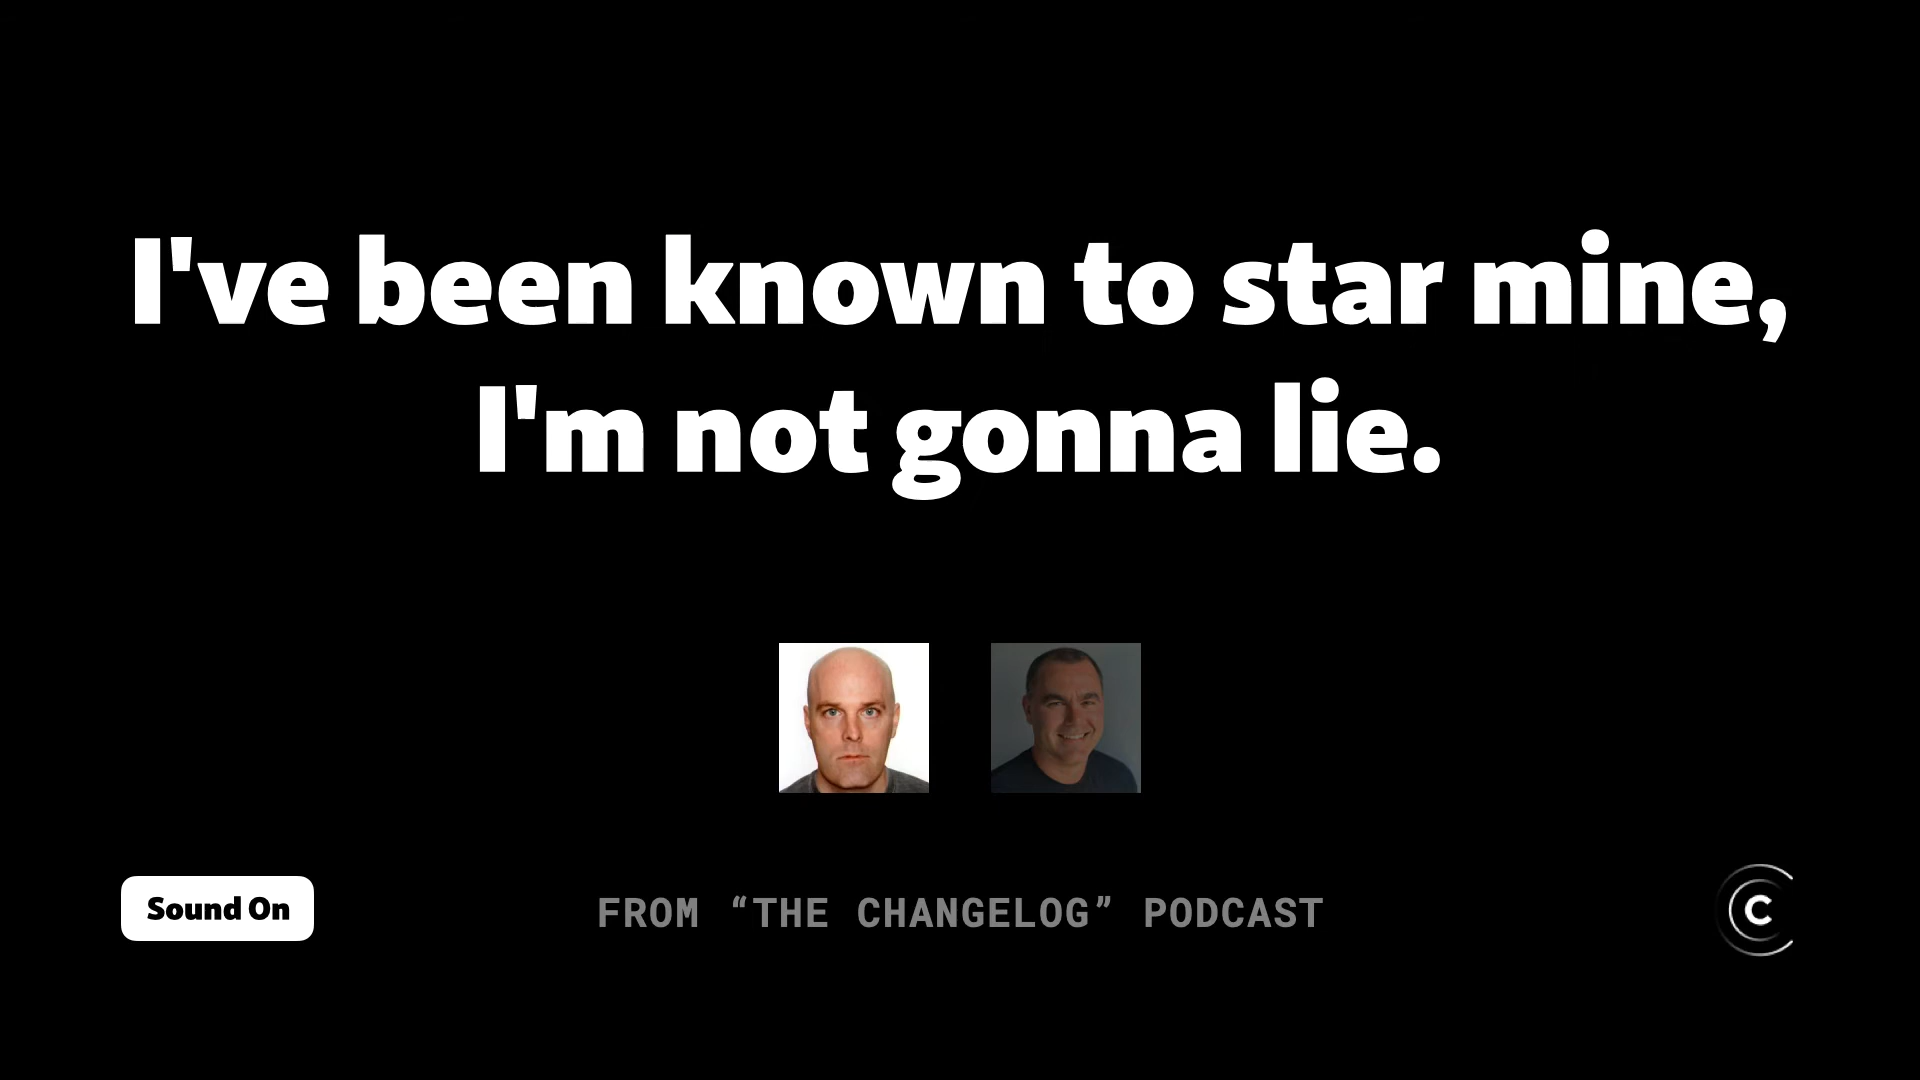 I've been known to star mine,
I'm not gonna lie.
Sound On
FROM “THE CHANGELOG” PODCAST
C